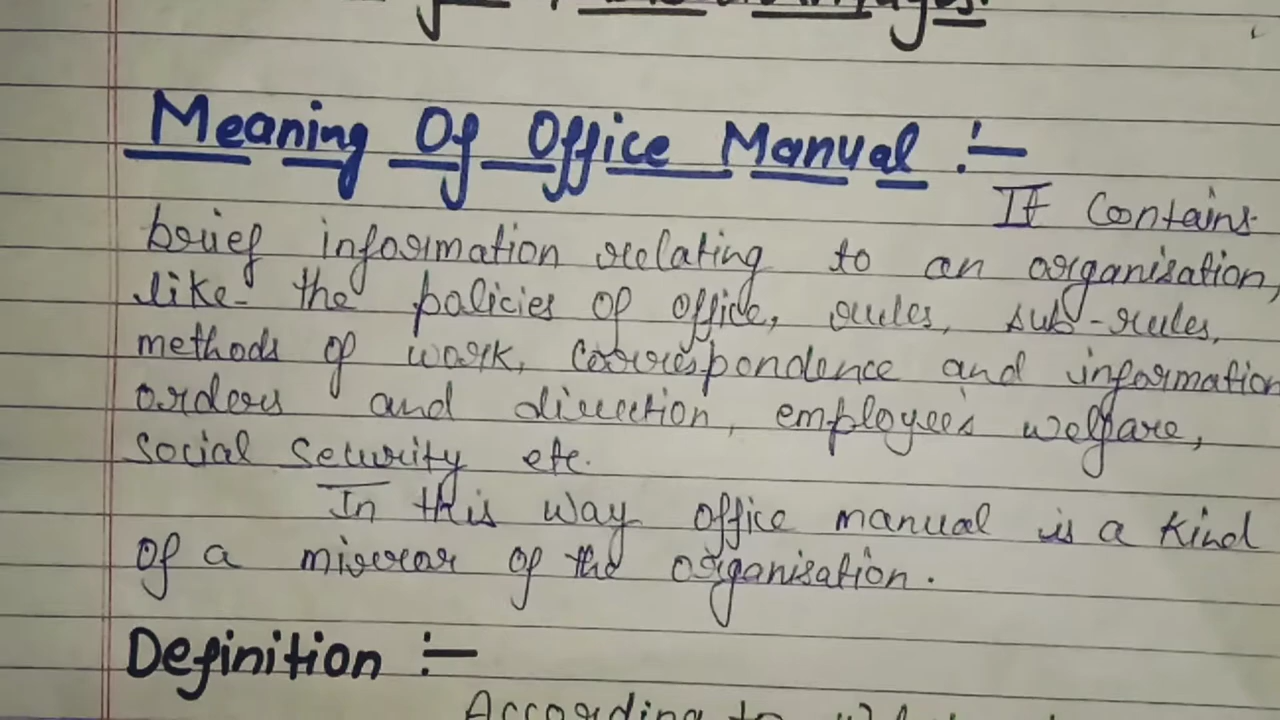 Meaning Of Office Manual :-
It Contains
brief information relating to an organisation,
like the policies of office, rules, sub-rules,
methods of work, correspondence and information
orders and direction, employee's welfare,
social security etc.
In this way office manual is a kind
of a mirror of the organisation.
Definition :-
According to